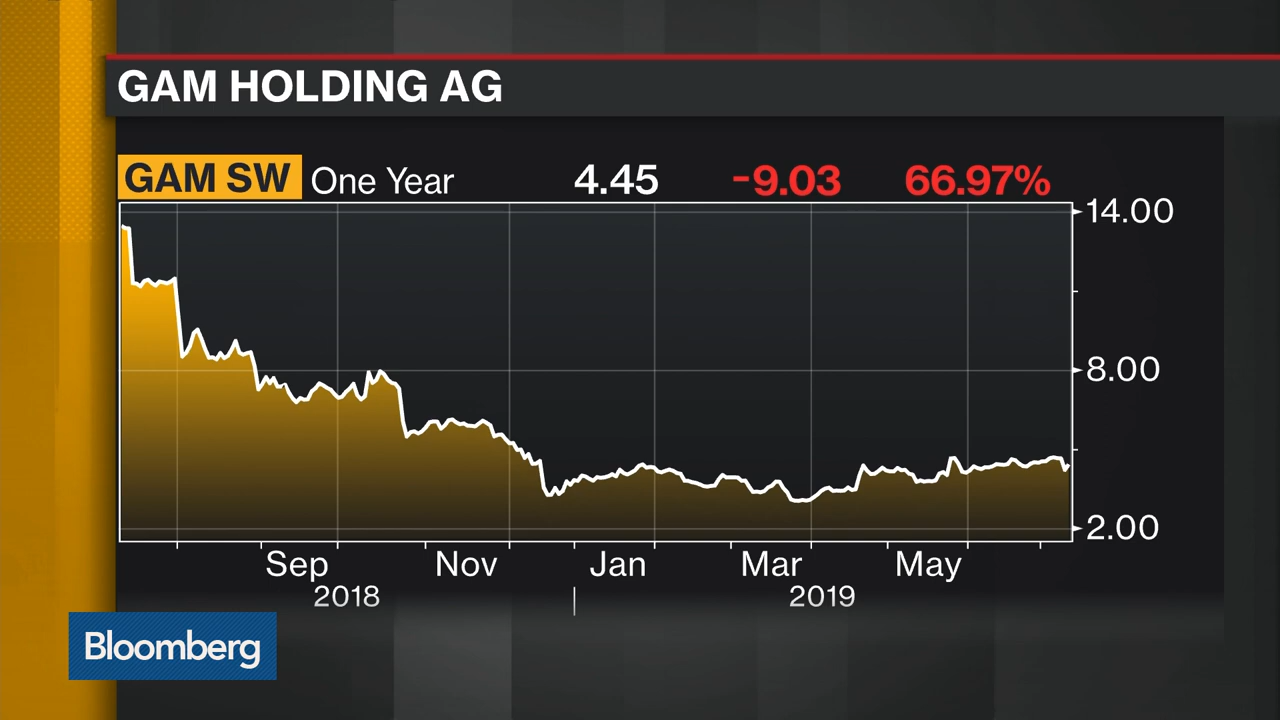 GAM HOLDING AG
GAM SW One Year 4.45 -9.03 66.97%
14.00
8.00
2.00
Sep Nov Jan Mar May
2018 2019
Bloomberg